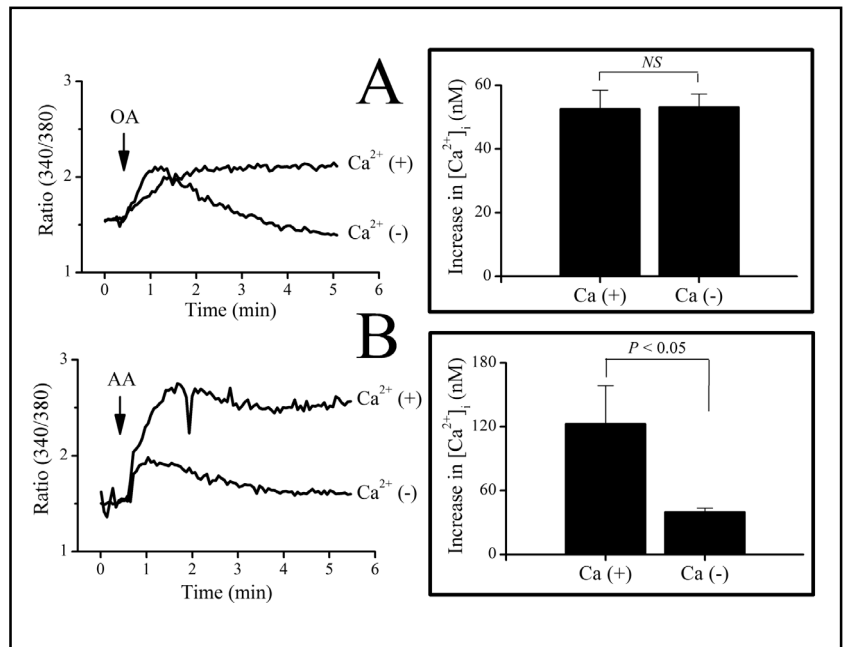 A
3
2
1
Ratio (340/380)
OA
Ca²⁺ (+)
Ca²⁺ (-)
0 1 2 3 4 5 6
Time (min)
NS
60
40
20
0
Increase in [Ca²⁺]ᵢ (nM)
Ca (+) Ca (-)
B
3
2
1
Ratio (340/380)
AA
Ca²⁺ (+)
Ca²⁺ (-)
0 1 2 3 4 5 6
Time (min)
P < 0.05
180
120
60
0
Increase in [Ca²⁺]ᵢ (nM)
Ca (+) Ca (-)